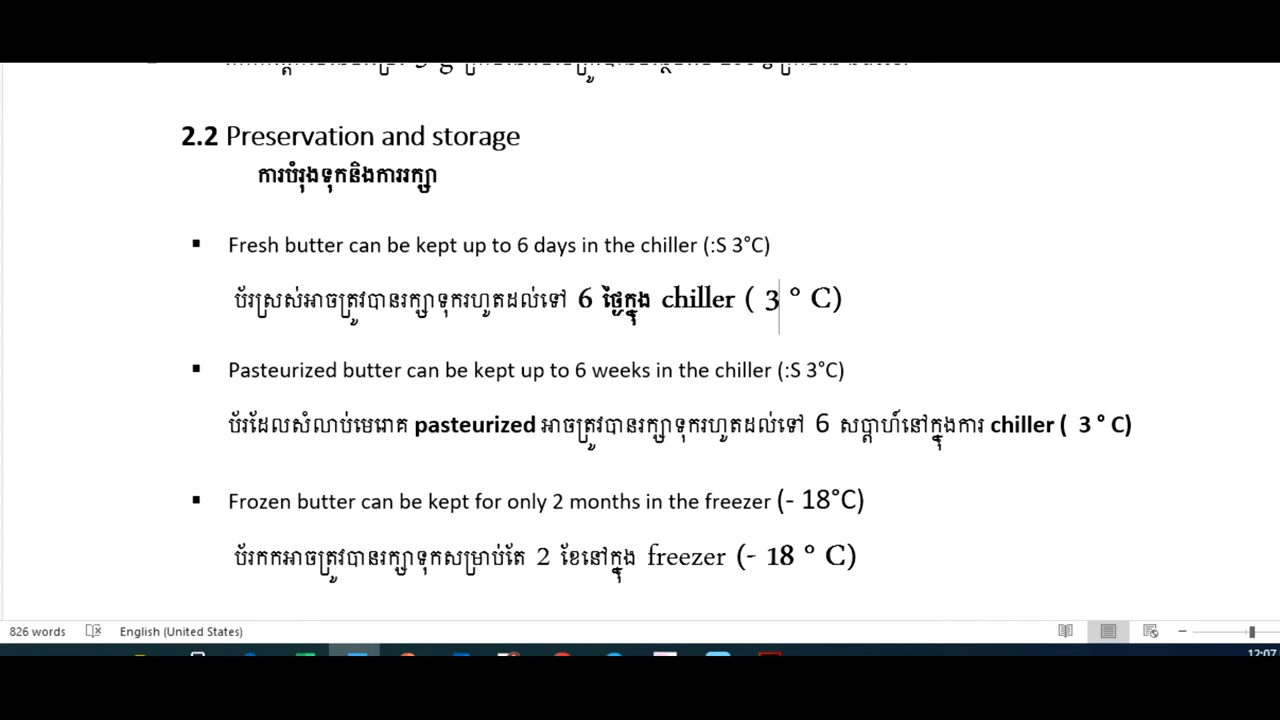 2.2 Preservation and storage
ការបំរុងទុកនិងការរក្សា
▪ Fresh butter can be kept up to 6 days in the chiller (:S 3°C)
ប័រស្រស់អាចត្រូវបានរក្សាទុករហូតដល់ទៅ 6 ថ្ងៃក្នុង chiller ( 3 ° C)
▪ Pasteurized butter can be kept up to 6 weeks in the chiller (:S 3°C)
ប័រដែលសំលាប់មេរោគ pasteurized អាចត្រូវបានរក្សាទុករហូតដល់ទៅ 6 សប្តាហ៍នៅក្នុងការ chiller ( 3 ° C)
▪ Frozen butter can be kept for only 2 months in the freezer (- 18°C)
ប័រកកអាចត្រូវបានរក្សាទុកសម្រាប់តែ 2 ខែនៅក្នុង freezer (- 18 ° C)
826 words English (United States)
12:07